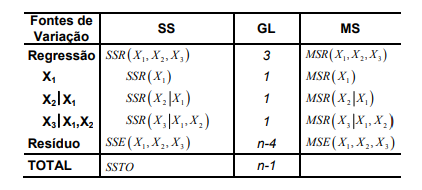 Fontes de Variação SS GL MS
Regressão SSR(X₁, X₂, X₃) 3 MSR(X₁, X₂, X₃)
X₁ SSR(X₁) 1 MSR(X₁)
X₂|X₁ SSR(X₂|X₁) 1 MSR(X₂|X₁)
X₃|X₁,X₂ SSR(X₃|X₁, X₂) 1 MSR(X₃|X₁, X₂)
Resíduo SSE(X₁, X₂, X₃) n-4 MSE(X₁, X₂, X₃)
TOTAL SSTO n-1